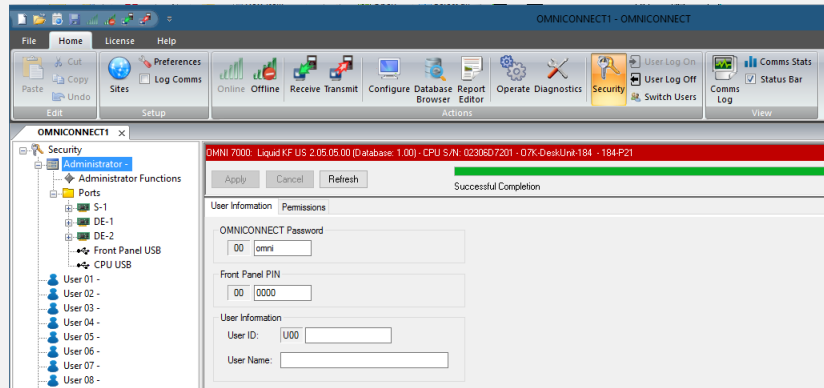 OMNICONNECT1 - OMNICONNECT
File Home License Help
Paste Cut Copy Undo
Edit
Sites Preferences Log Comms
Setup
Online Offline Receive Transmit Configure Database Browser Report Editor Operate Diagnostics
Actions
Security User Log On User Log Off Switch Users
Comms Log Comms Stats Status Bar
View
OMNICONNECT1 x
Security
Administrator -
Administrator Functions
Ports
S-1
DE-1
DE-2
Front Panel USB
CPU USB
User 01 -
User 02 -
User 03 -
User 04 -
User 05 -
User 06 -
User 07 -
User 08 -
OMNI 7000: Liquid KF US 2.05.05.00 (Database: 1.00) - CPU S/N: 02306D7201 - O7K-DeskUnit-184 - 184-P21
Apply Cancel Refresh
Successful Completion
User Information Permissions
OMNICONNECT Password
00 omni
Front Panel PIN
00 0000
User Information
User ID: U00
User Name: